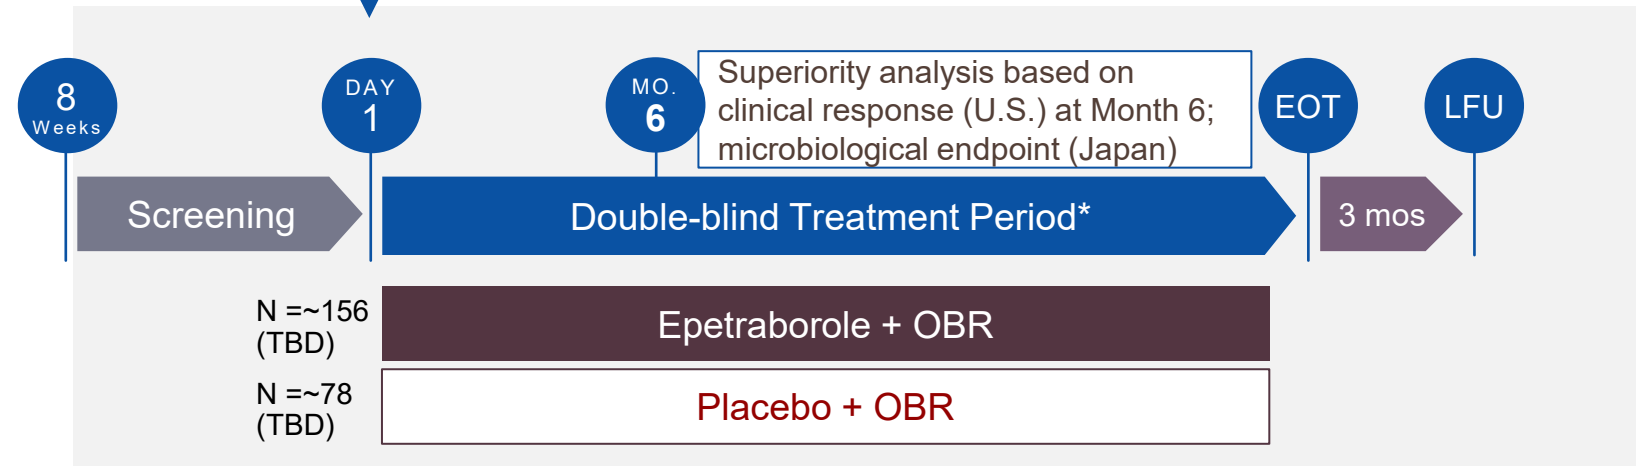 8
Weeks
DAY
1
MO.
6
Superiority analysis based on
clinical response (U.S.) at Month 6;
microbiological endpoint (Japan)
EOT
LFU
Screening
Double-blind Treatment Period*
3 mos
N =~156
(TBD)
Epetraborole + OBR
N =~78
(TBD)
Placebo + OBR